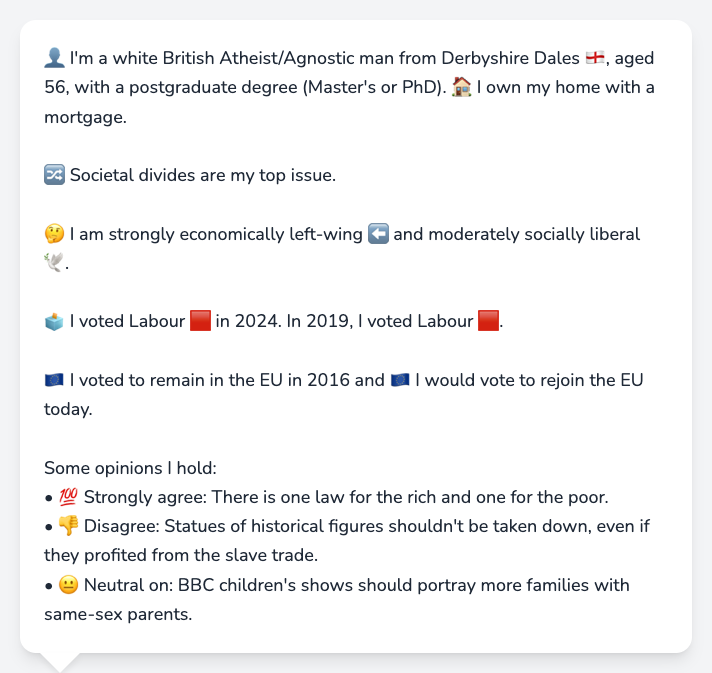 👤 I'm a white British Atheist/Agnostic man from Derbyshire Dales 🏴󠁧󠁢󠁥󠁮󠁧󠁿, aged
56, with a postgraduate degree (Master's or PhD). 🏠 I own my home with a
mortgage.
🔀 Societal divides are my top issue.
🤔 I am strongly economically left-wing ⬅️ and moderately socially liberal
🕊️.
🗳️ I voted Labour 🟥 in 2024. In 2019, I voted Labour 🟥.
🇪🇺 I voted to remain in the EU in 2016 and 🇪🇺 I would vote to rejoin the EU
today.
Some opinions I hold:
• 💯 Strongly agree: There is one law for the rich and one for the poor.
• 👎 Disagree: Statues of historical figures shouldn't be taken down, even if
they profited from the slave trade.
• 😐 Neutral on: BBC children's shows should portray more families with
same-sex parents.